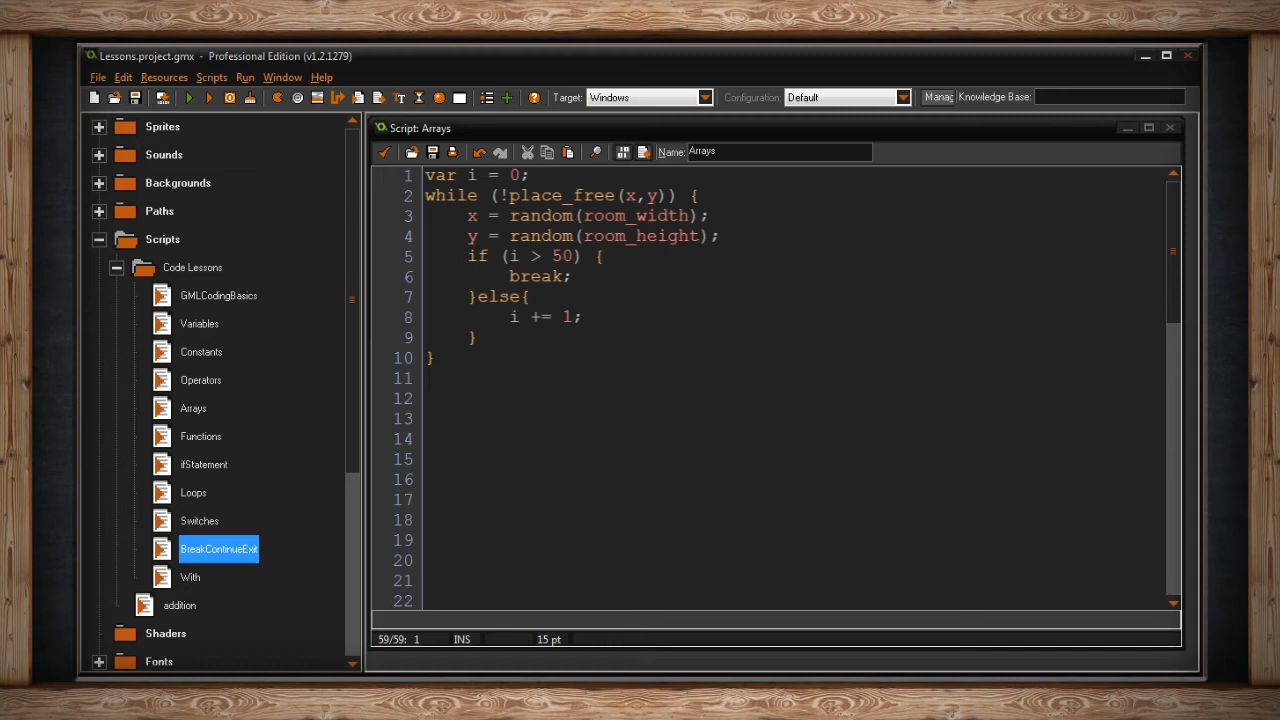 Lessons.project.gmx - Professional Edition (v1.2.1279)
File Edit Resources Scripts Run Window Help
Target: Windows Configuration: Default Manag Knowledge Base:
Sprites
Sounds
Backgrounds
Paths
Scripts
Code Lessons
GMLCodingBasics
Variables
Constants
Operators
Arrays
Functions
ifStatement
Loops
Switches
BreakContinueExit
With
addition
Shaders
Fonts
Script: Arrays
Name: Arrays
1 var i = 0;
2 while (!place_free(x,y)) {
3 x = random(room_width);
4 y = random(room_height);
5 if (i > 50) {
6 break;
7 }else{
8 i += 1;
9 }
10 }
11
12
13
14
15
16
17
18
19
20
21
22
59/59: 1 INS 15 pt